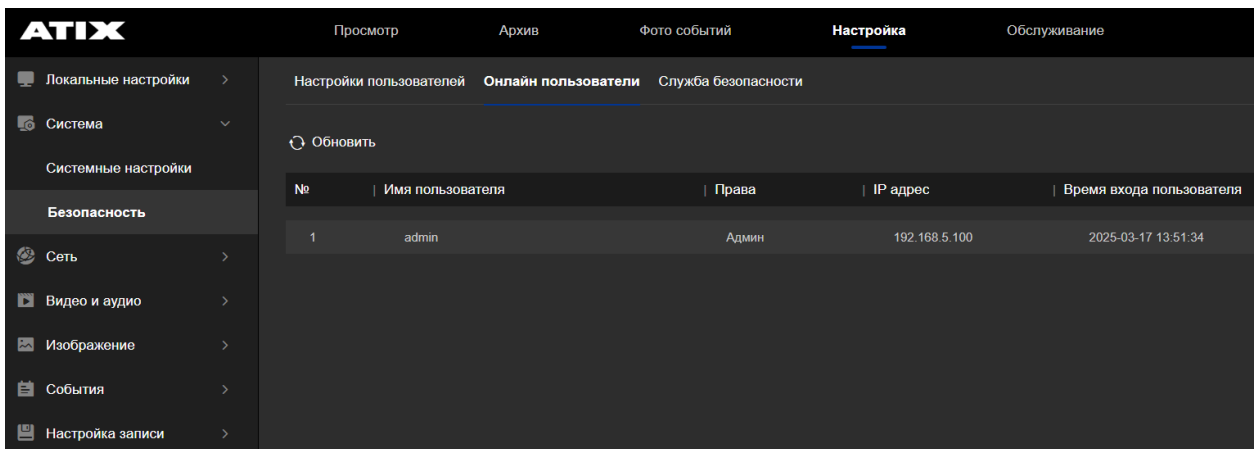 ATIX Просмотр Архив Фото событий Настройка Обслуживание
Локальные настройки
Система
Системные настройки
Безопасность
Сеть
Видео и аудио
Изображение
События
Настройка записи
Настройки пользователей Онлайн пользователи Служба безопасности
Обновить
№ Имя пользователя Права IP адрес Время входа пользователя
1 admin Админ 192.168.5.100 2025-03-17 13:51:34